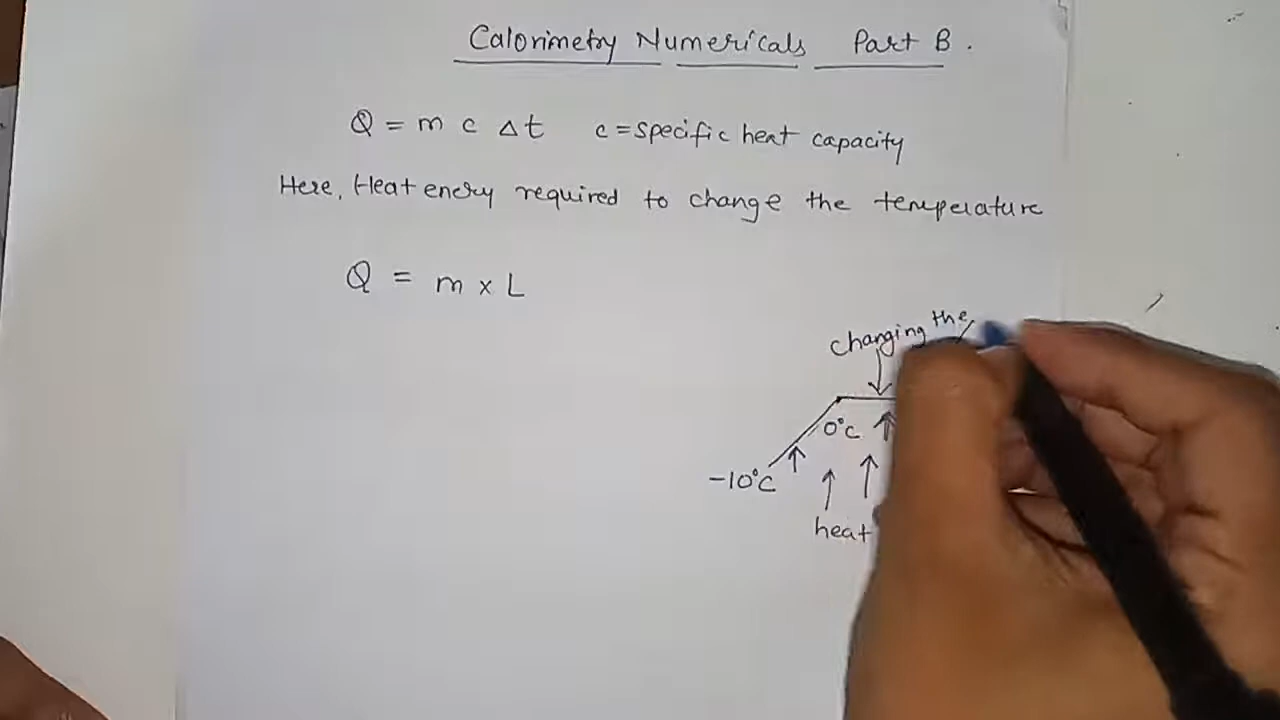 Calorimetry Numericals Part B.
Q = m c Δt c = specific heat capacity
Here, Heat enery required to change the temperature
Q = m x L
changing the
0°c
-10°c
heat